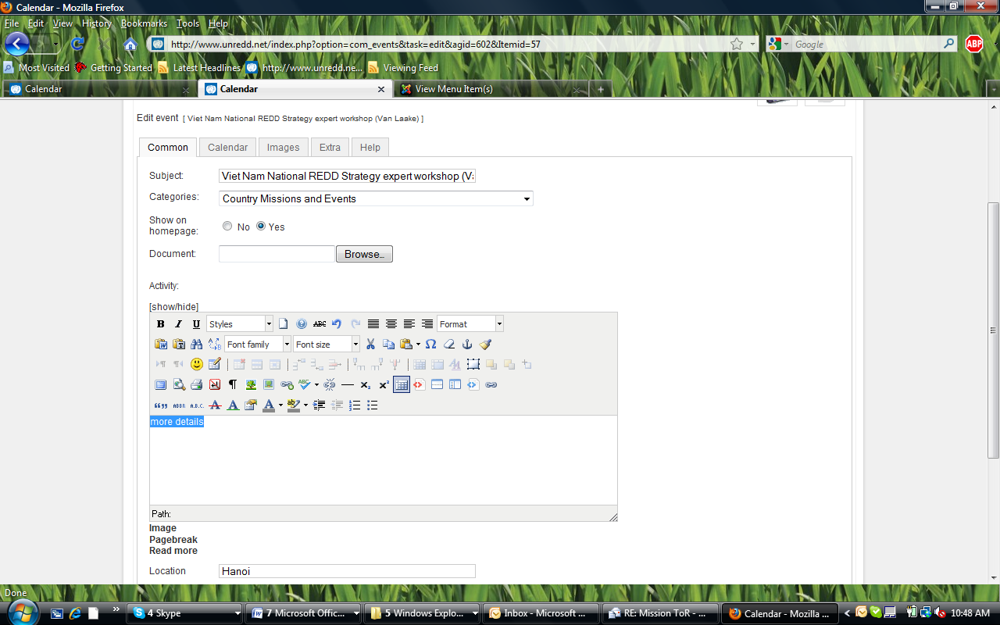 Calendar - Mozilla Firefox
File Edit View History Bookmarks Tools Help
http://www.unredd.net/index.php?option=com_events&task=edit&agid=602&Itemid=57
Google
ABP
Most Visited Getting Started Latest Headlines http://www.unredd.ne... Viewing Feed
Calendar Calendar View Menu Item(s)
Edit event [ Viet Nam National REDD Strategy expert workshop (Van Laake) ]
Common Calendar Images Extra Help
Subject: Viet Nam National REDD Strategy expert workshop (Va
Categories: Country Missions and Events
Show on
homepage: No Yes
Document: Browse...
Activity:
[show/hide]
B I U Styles ABC Format
Font family Font size
ABBR A.B.C. A A A ab
more details
Path:
Image
Pagebreak
Read more
Location Hanoi
Done
4 Skype 7 Microsoft Offic... 5 Windows Explo... Inbox - Microsoft ... RE: Mission ToR - ... Calendar - Mozilla ... 10:48 AM